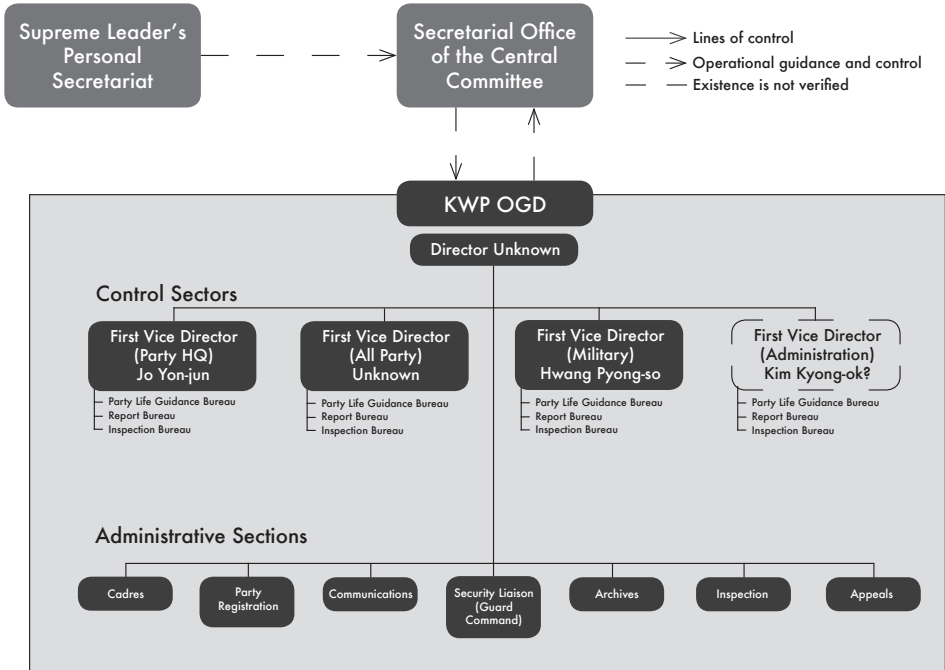 Supreme Leader's
Personal
Secretariat
Secretarial Office
of the Central
Committee
Lines of control
Operational guidance and control
Existence is not verified
KWP OGD
Director Unknown
Control Sectors
First Vice Director
(Party HQ)
Jo Yon-jun
Party Life Guidance Bureau
Report Bureau
Inspection Bureau
First Vice Director
(All Party)
Unknown
Party Life Guidance Bureau
Report Bureau
Inspection Bureau
First Vice Director
(Military)
Hwang Pyong-so
Party Life Guidance Bureau
Report Bureau
Inspection Bureau
First Vice Director
(Administration)
Kim Kyong-ok?
Party Life Guidance Bureau
Report Bureau
Inspection Bureau
Administrative Sections
Cadres
Party
Registration
Communications
Security Liaison
(Guard
Command)
Archives
Inspection
Appeals